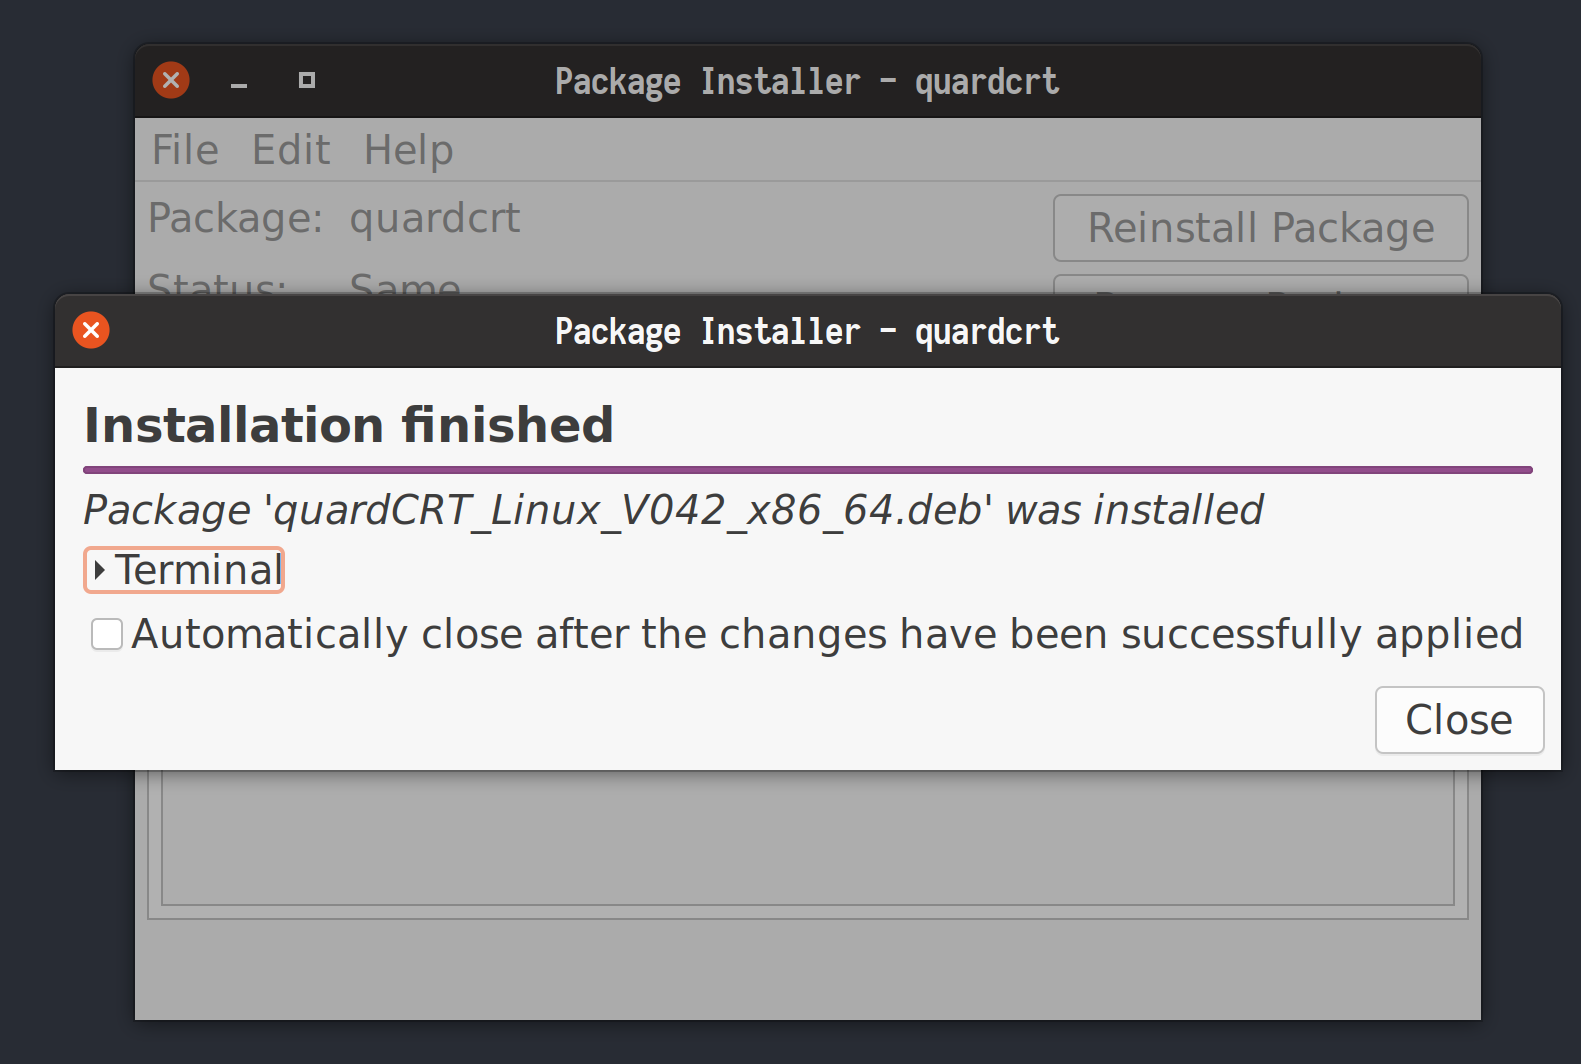 Package Installer - quardcrt
File Edit Help
Package: quardcrt
Reinstall Package
Status: Same
Package Installer - quardcrt
Installation finished
Package 'quardCRT_Linux_V042_x86_64.deb' was installed
Terminal
Automatically close after the changes have been successfully applied
Close